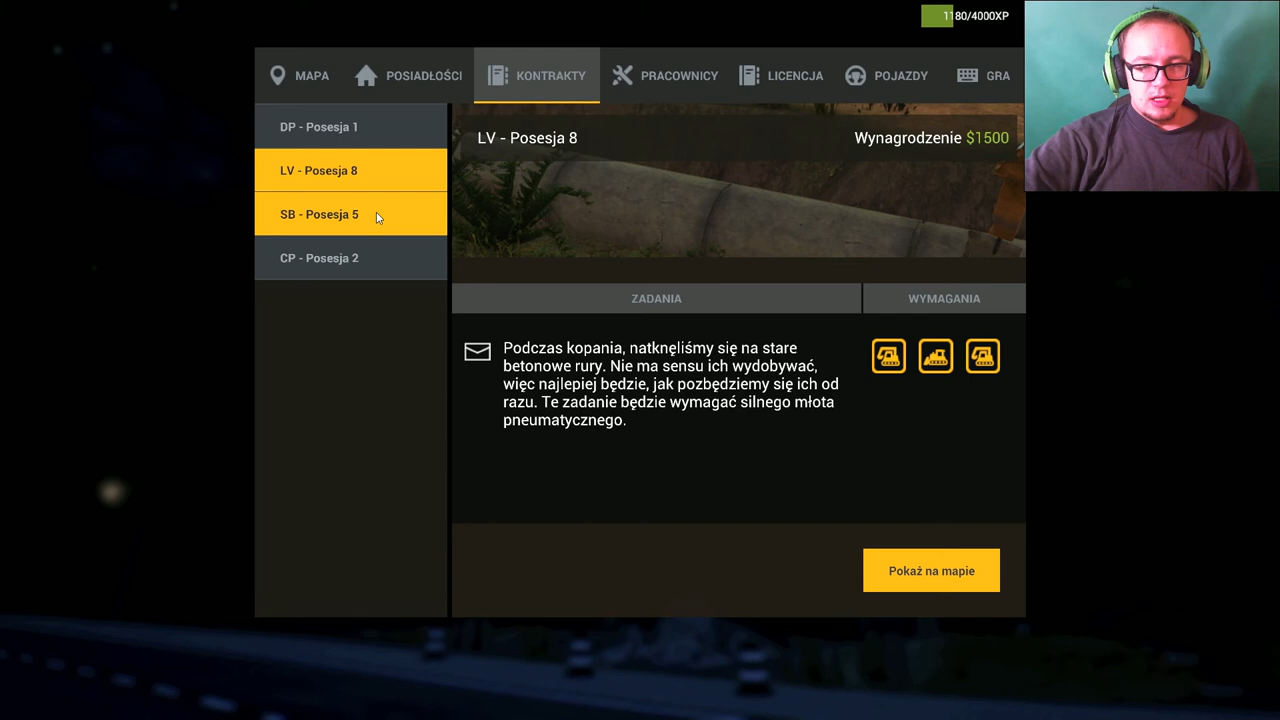 1180/4000XP
MAPA
POSIADŁOŚCI
KONTRAKTY
PRACOWNICY
LICENCJA
POJAZDY
GRA
DP - Posesja 1
LV - Posesja 8
SB - Posesja 5
CP - Posesja 2
LV - Posesja 8
Wynagrodzenie $1500
ZADANIA
WYMAGANIA
Podczas kopania, natknęliśmy się na stare
betonowe rury. Nie ma sensu ich wydobywać,
więc najlepiej będzie, jak pozbędziemy się ich od
razu. Te zadanie będzie wymagać silnego młota
pneumatycznego.
Pokaż na mapie